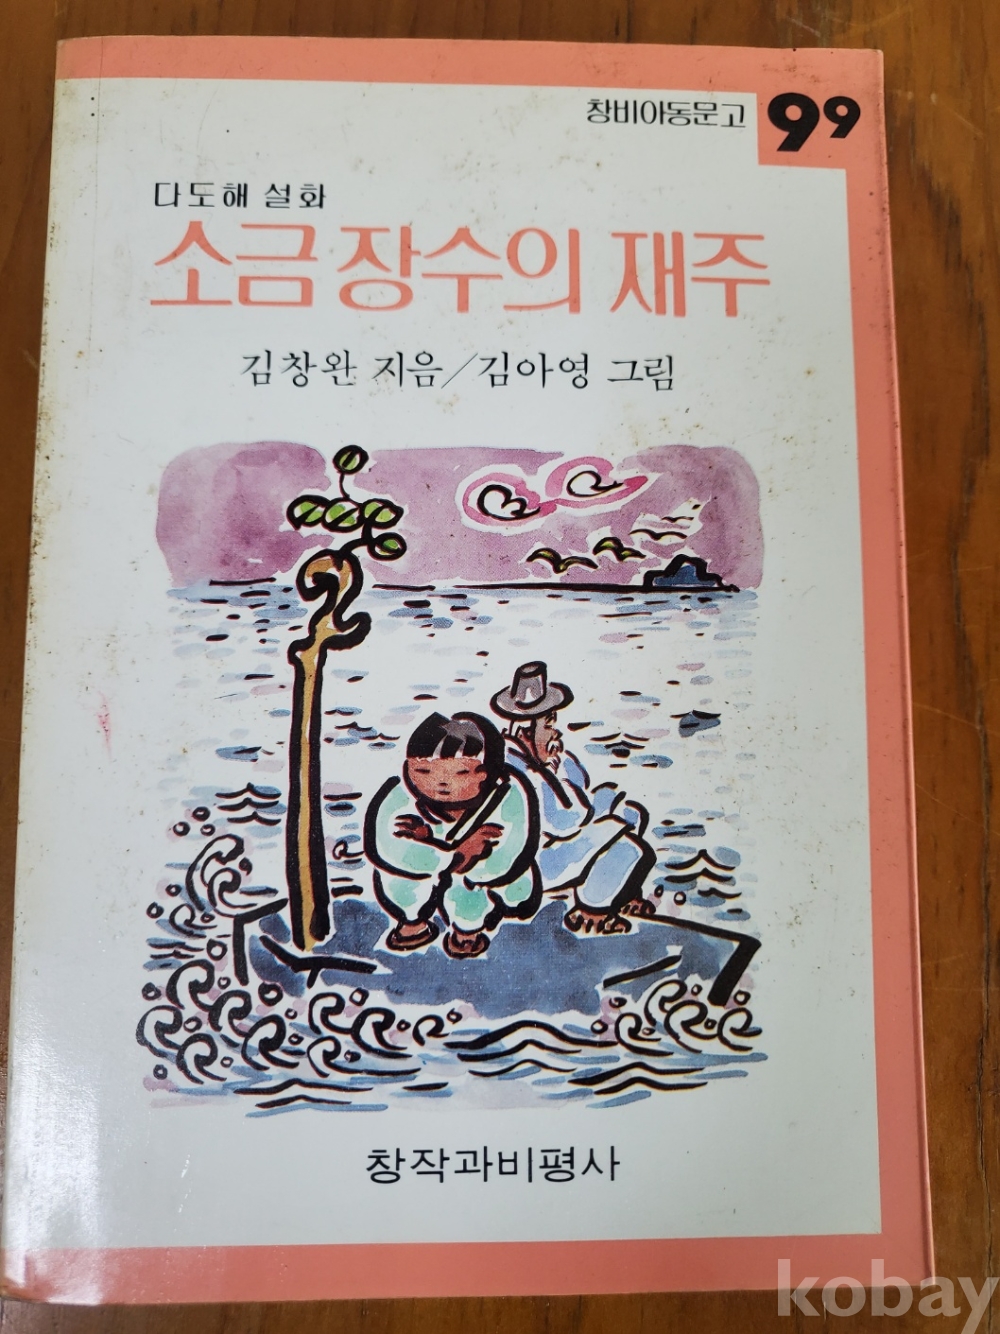 창비아동문고 99
다도해 설화
소금 장수의 재주
김창완 지음/김아영 그림
창작과비평사
kobay